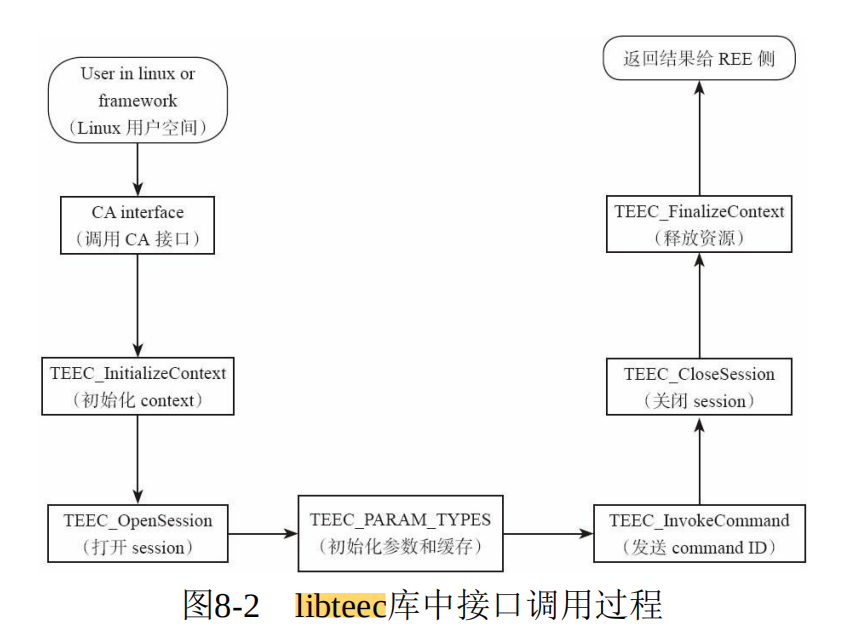 User in linux or
framework
（Linux 用户空间）
CA interface
（调用 CA 接口）
TEEC_InitializeContext
（初始化 context）
TEEC_OpenSession
（打开 session）
TEEC_PARAM_TYPES
（初始化参数和缓存）
TEEC_InvokeCommand
（发送 command ID）
TEEC_CloseSession
（关闭 session）
TEEC_FinalizeContext
（释放资源）
返回结果给 REE 侧
图8-2 libteec库中接口调用过程